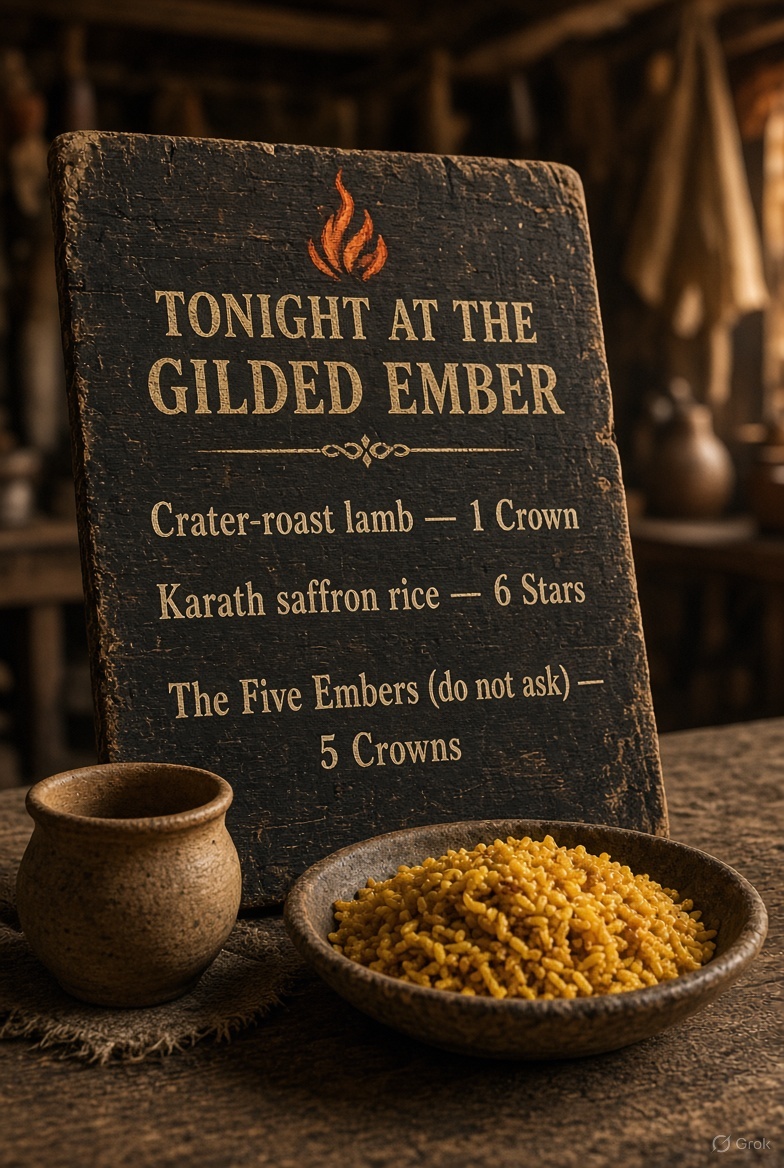 TONIGHT AT THE
GILDED EMBER
Crater-roast lamb — 1 Crown
Karath saffron rice — 6 Stars
The Five Embers (do not ask) —
5 Crowns
Grok